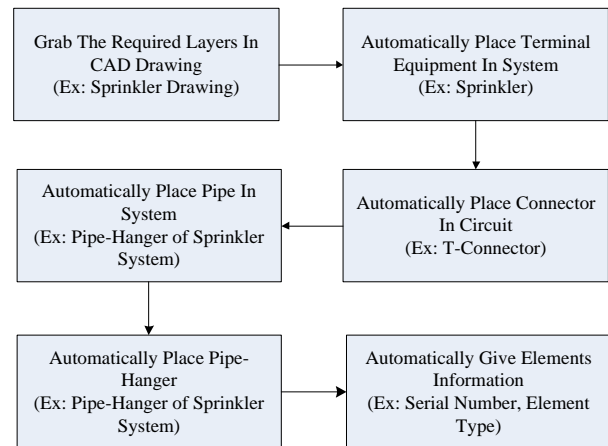 Grab The Required Layers In
CAD Drawing
(Ex: Sprinkler Drawing)
Automatically Place Terminal
Equipment In System
(Ex: Sprinkler)
Automatically Place Connector
In Circuit
(Ex: T-Connector)
Automatically Place Pipe In
System
(Ex: Pipe-Hanger of Sprinkler
System)
Automatically Place Pipe-
Hanger
(Ex: Pipe-Hanger of Sprinkler
System)
Automatically Give Elements
Information
(Ex: Serial Number, Element
Type)